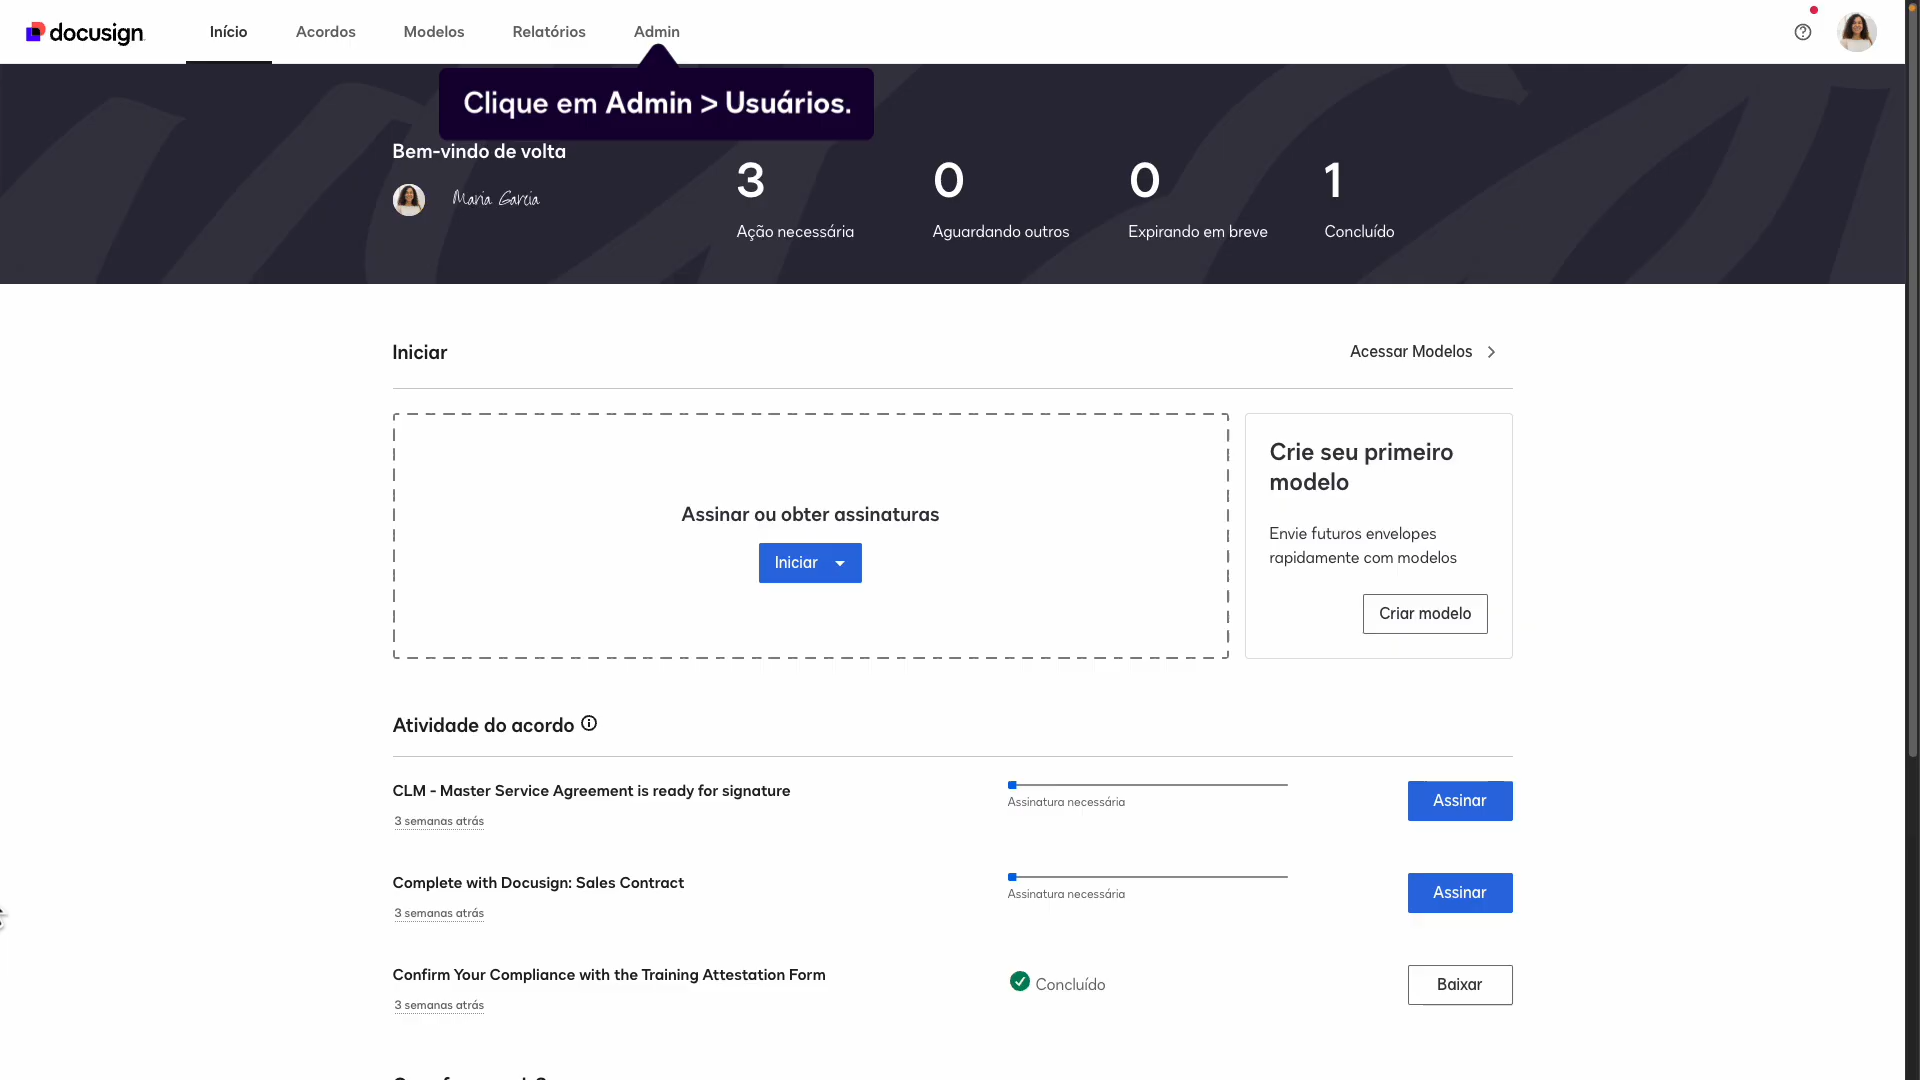 docusign
Início
Acordos
Modelos
Relatórios
Admin
Clique em Admin > Usuários.
Bem-vindo de volta
Maria Garcia
3
Ação necessária
0
Aguardando outros
0
Expirando em breve
1
Concluído
Iniciar
Acessar Modelos
Assinar ou obter assinaturas
Iniciar
Crie seu primeiro
modelo
Envie futuros envelopes
rapidamente com modelos
Criar modelo
Atividade do acordo
CLM - Master Service Agreement is ready for signature
3 semanas atrás
Assinatura necessária
Assinar
Complete with Docusign: Sales Contract
3 semanas atrás
Assinatura necessária
Assinar
Confirm Your Compliance with the Training Attestation Form
3 semanas atrás
Concluído
Baixar